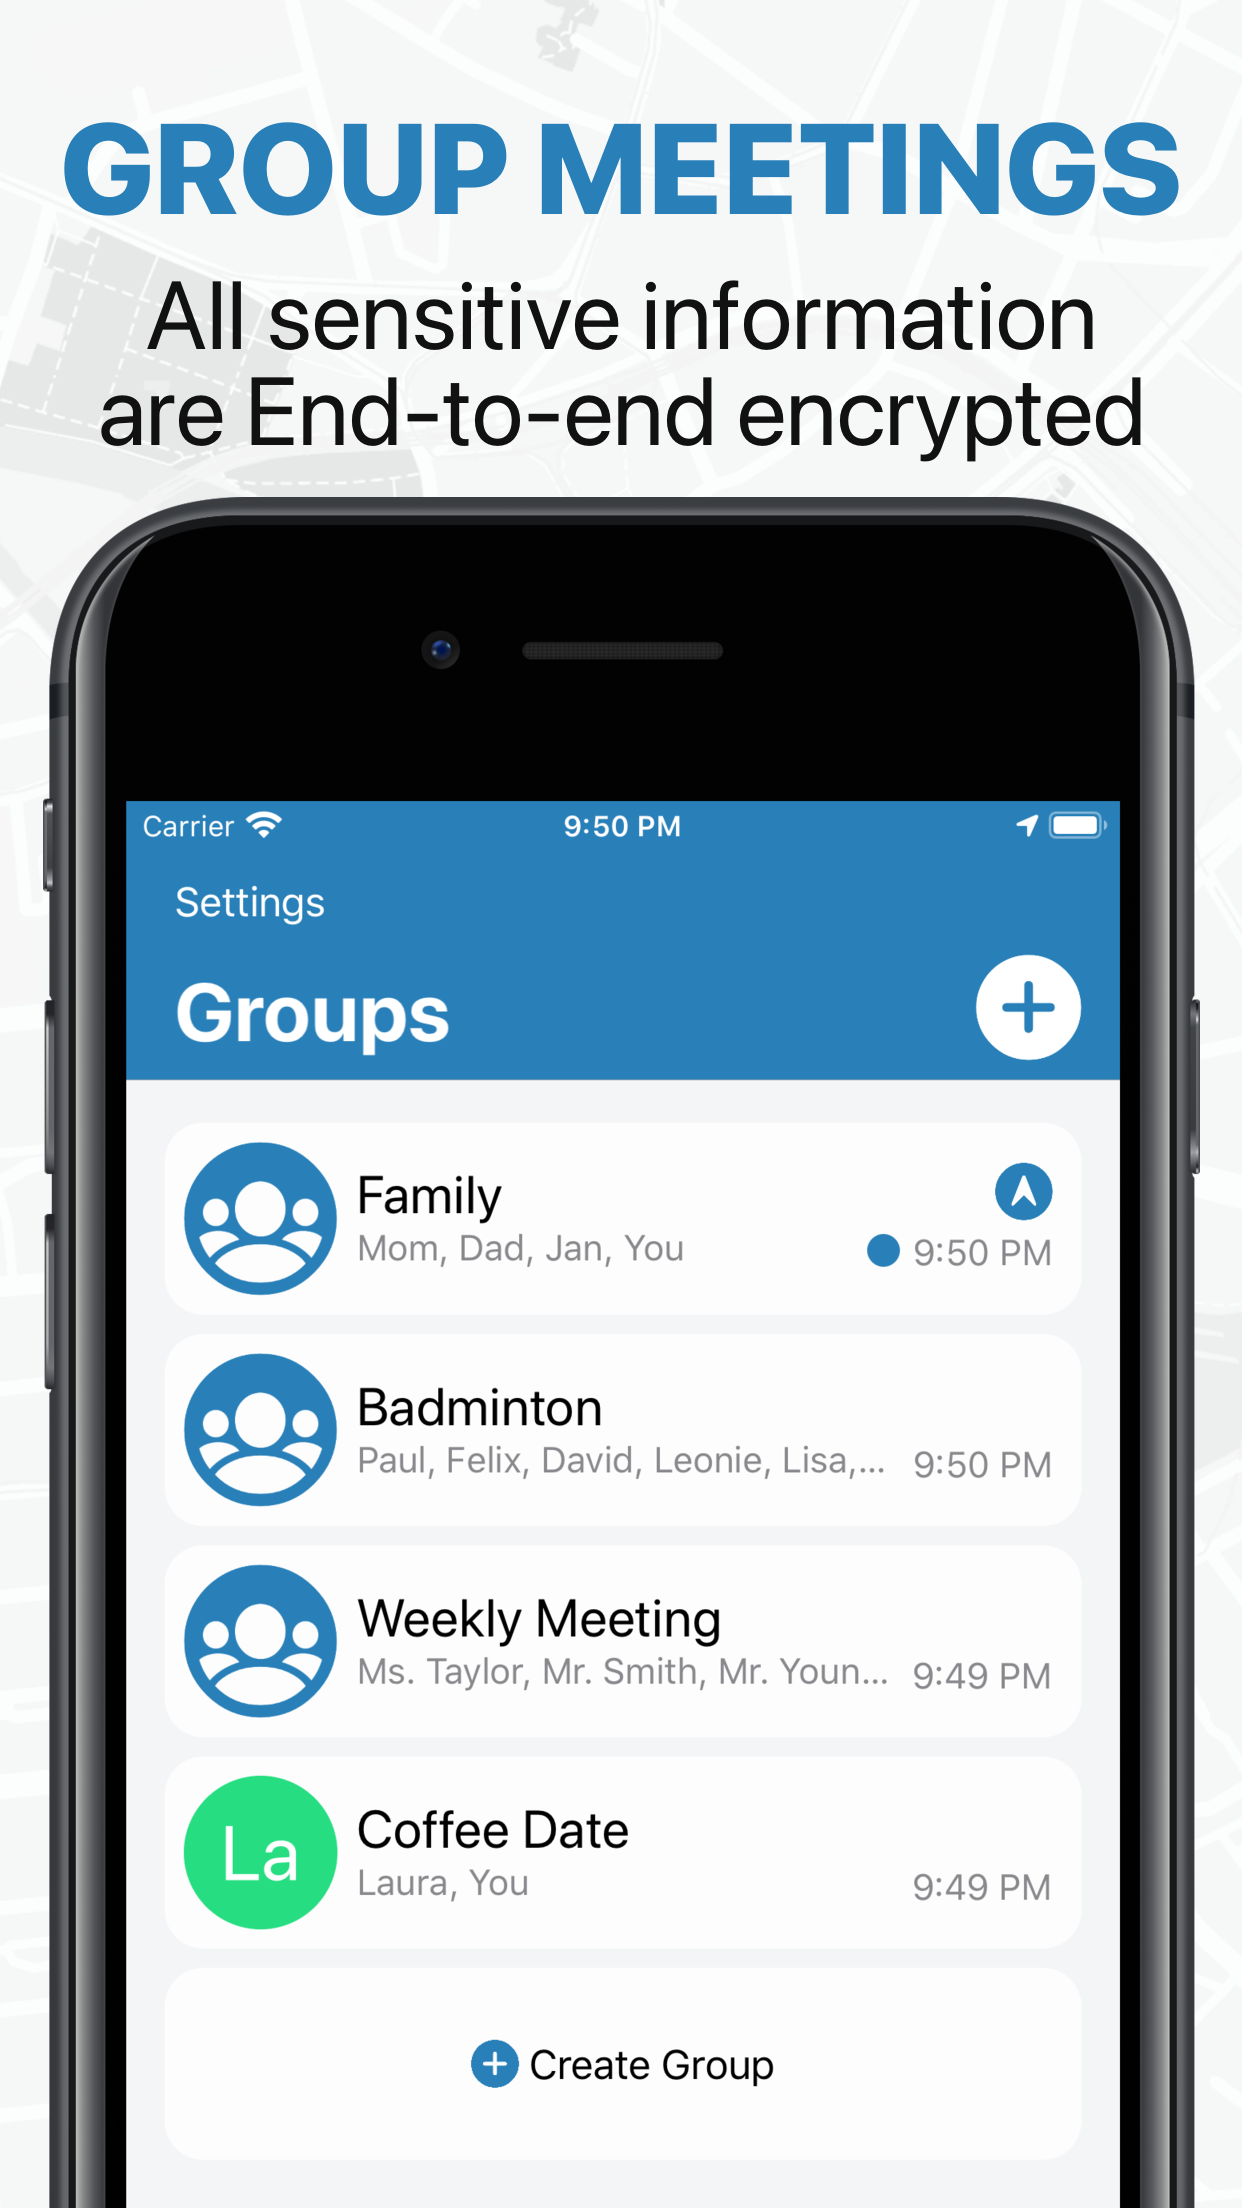 GROUP MEETINGS
All sensitive information
are End-to-end encrypted
Carrier 9:50 PM
Settings
Groups
Family
Mom, Dad, Jan, You 9:50 PM
Badminton
Paul, Felix, David, Leonie, Lisa,... 9:50 PM
Weekly Meeting
Ms. Taylor, Mr. Smith, Mr. Youn... 9:49 PM
La
Coffee Date
Laura, You 9:49 PM
Create Group